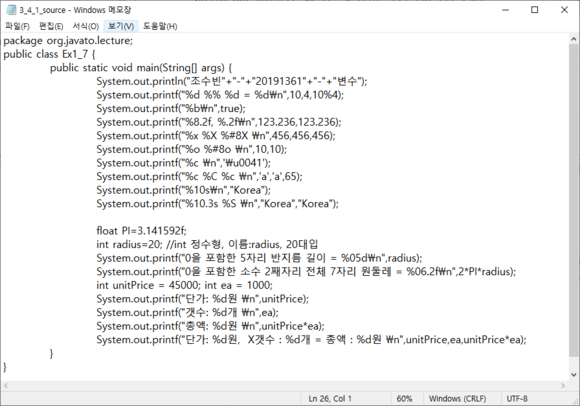 3_4_1_source - Windows 메모장
파일(F) 편집(E) 서식(O) 보기(V) 도움말(H)
package org.javato.lecture;
public class Ex1_7 {
public static void main(String[] args) {
System.out.println("조수빈"+"-"+"20191361"+"-"+"변수");
System.out.printf("%d %% %d = %d₩n",10,4,10%4);
System.out.printf("%b₩n",true);
System.out.printf("%8.2f, %.2f₩n",123.236,123.236);
System.out.printf("%x %X %#8X ₩n",456,456,456);
System.out.printf("%o %#8o ₩n",10,10);
System.out.printf("%c ₩n",'₩u0041');
System.out.printf("%c %C %c ₩n",'a','a',65);
System.out.printf("%10s₩n","Korea");
System.out.printf("%10.3s %S ₩n","Korea","Korea");
float PI=3.141592f;
int radius=20; //int 정수형, 이름:radius, 20대입
System.out.printf("0을 포함한 5자리 반지름 길이 = %05d₩n",radius);
System.out.printf("0을 포함한 소수 2째자리 전체 7자리 원둘레 = %06.2f₩n",2*PI*radius);
int unitPrice = 45000; int ea = 1000;
System.out.printf("단가: %d원 ₩n",unitPrice);
System.out.printf("갯수: %d개 ₩n",ea);
System.out.printf("총액: %d원 ₩n",unitPrice*ea);
System.out.printf("단가: %d원, X갯수 : %d개 = 총액 : %d원 ₩n",unitPrice,ea,unitPrice*ea);
}
}
Ln 26, Col 1 60% Windows (CRLF) UTF-8